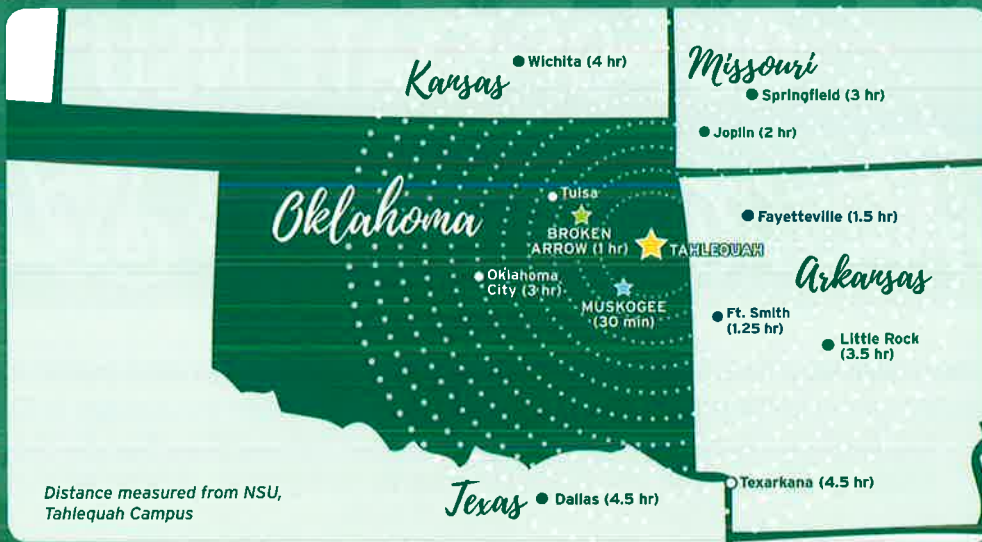 Kansas
Wichita (4 hr)
Missouri
Springfield (3 hr)
Joplin (2 hr)
Oklahoma
Tulsa
BROKEN
ARROW (1 hr)
TAHLEQUAH
Fayetteville (1.5 hr)
Arkansas
Oklahoma
City (3 hr)
MUSKOGEE
(30 min)
Ft. Smith
(1.25 hr)
Little Rock
(3.5 hr)
Texas
Dallas (4.5 hr)
Texarkana (4.5 hr)
Distance measured from NSU,
Tahlequah Campus